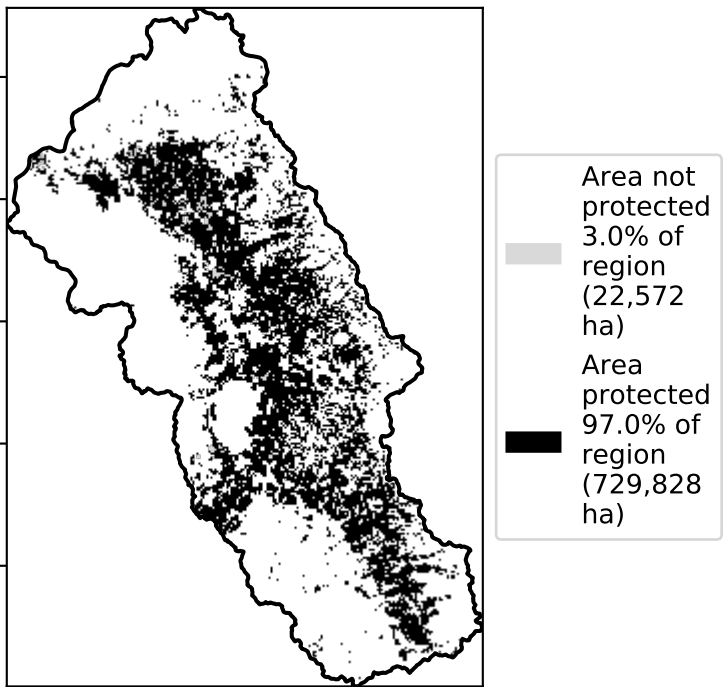 Area not
protected
3.0% of
region
(22,572
ha)
Area
protected
97.0% of
region
(729,828
ha)